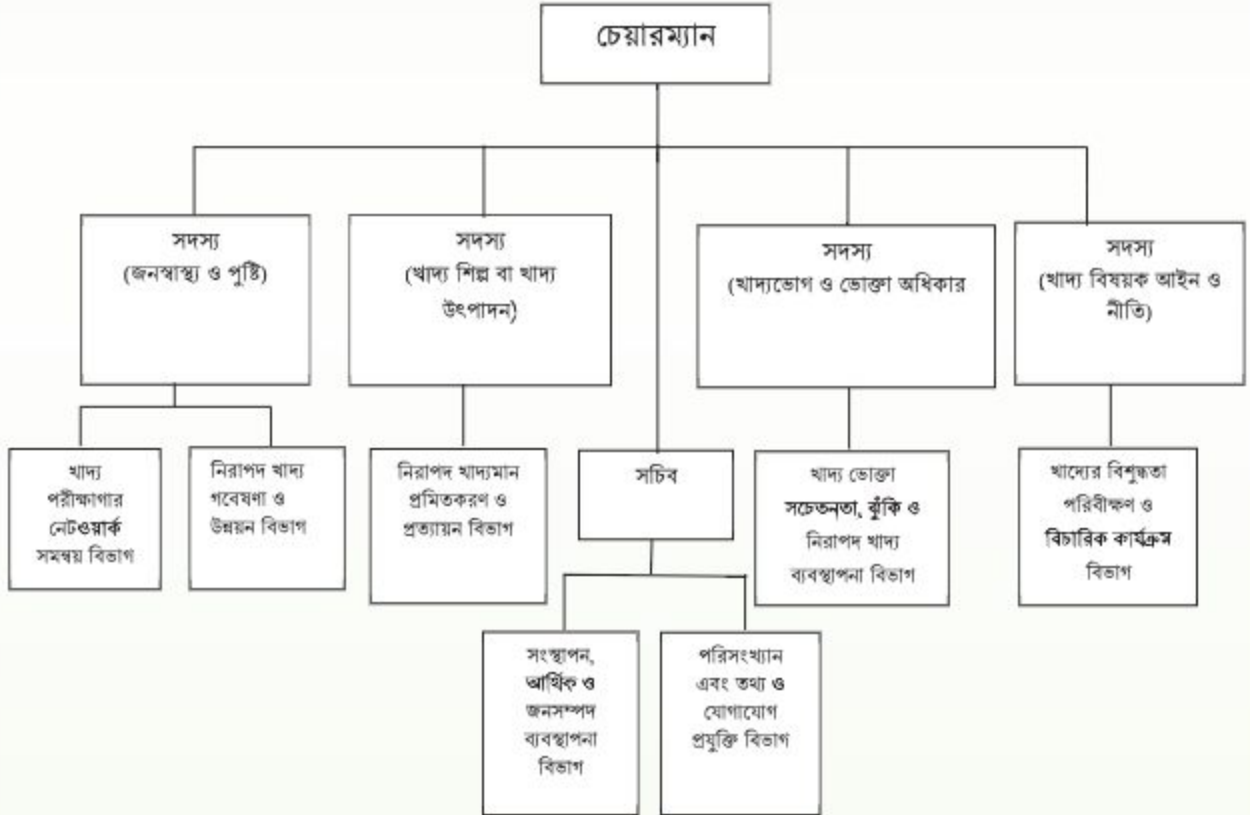 চেয়ারম্যান
সদস্য
(জনস্বাস্থ্য ও পুষ্টি)
সদস্য
(খাদ্য শিল্প বা খাদ্য
উৎপাদন)
সদস্য
(খাদ্যভোগ ও ভোক্তা অধিকার
সদস্য
(খাদ্য বিষয়ক আইন ও
নীতি)
খাদ্য
পরীক্ষাগার
নেটওয়ার্ক
সমন্বয় বিভাগ
নিরাপদ খাদ্য
গবেষণা ও
উন্নয়ন বিভাগ
নিরাপদ খাদ্যমান
প্রমিতকরণ ও
প্রত্যায়ন বিভাগ
সচিব
খাদ্য ভোক্তা
সচেতনতা, ঝুঁকি ও
নিরাপদ খাদ্য
ব্যবস্থাপনা বিভাগ
খাদ্যের বিশুদ্ধতা
পরিবীক্ষণ ও
বিচারিক কার্যক্রম
বিভাগ
সংস্থাপন,
আর্থিক ও
জনসম্পদ
ব্যবস্থাপনা
বিভাগ
পরিসংখ্যান
এবং তথ্য ও
যোগাযোগ
প্রযুক্তি বিভাগ